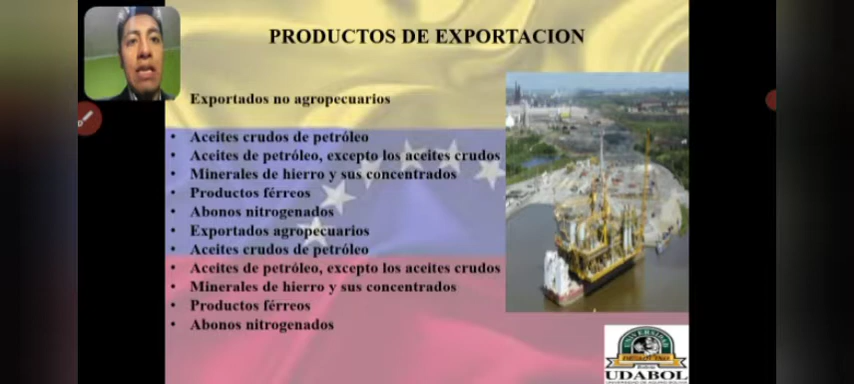 PRODUCTOS DE EXPORTACION
Exportados no agropecuarios
• Aceites crudos de petróleo
• Aceites de petróleo, excepto los aceites crudos
• Minerales de hierro y sus concentrados
• Productos férreos
• Abonos nitrogenados
• Exportados agropecuarios
• Aceites crudos de petróleo
• Aceites de petróleo, excepto los aceites crudos
• Minerales de hierro y sus concentrados
• Productos férreos
• Abonos nitrogenados
UNIVERSIDAD
UDABOL